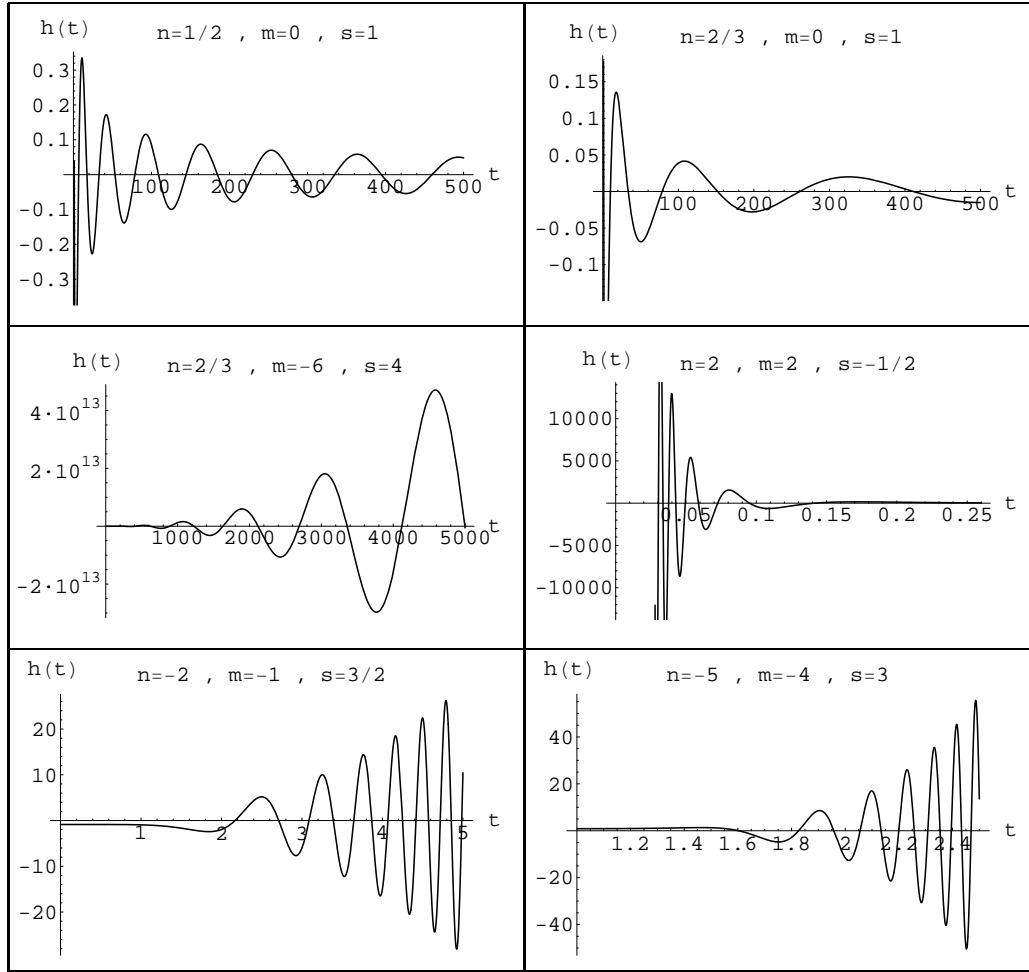 h(t)
n=1/2 , m=0 , s=1
0.3
0.2
0.1
-0.1
-0.2
-0.3
100 200 300 400 500 t
h(t)
n=2/3 , m=0 , s=1
0.15
0.1
0.05
-0.05
-0.1
100 200 300 400 500 t
h(t)
n=2/3 , m=-6 , s=4
4·10^13
2·10^13
-2·10^13
1000 2000 3000 4000 5000 t
h(t)
n=2 , m=2 , s=-1/2
10000
5000
-5000
-10000
0.05 0.1 0.15 0.2 0.25 t
h(t)
n=-2 , m=-1 , s=3/2
20
10
-10
-20
1 2 3 4 5 t
h(t)
n=-5 , m=-4 , s=3
40
20
-20
-40
1.2 1.4 1.6 1.8 2 2.2 2.4 t